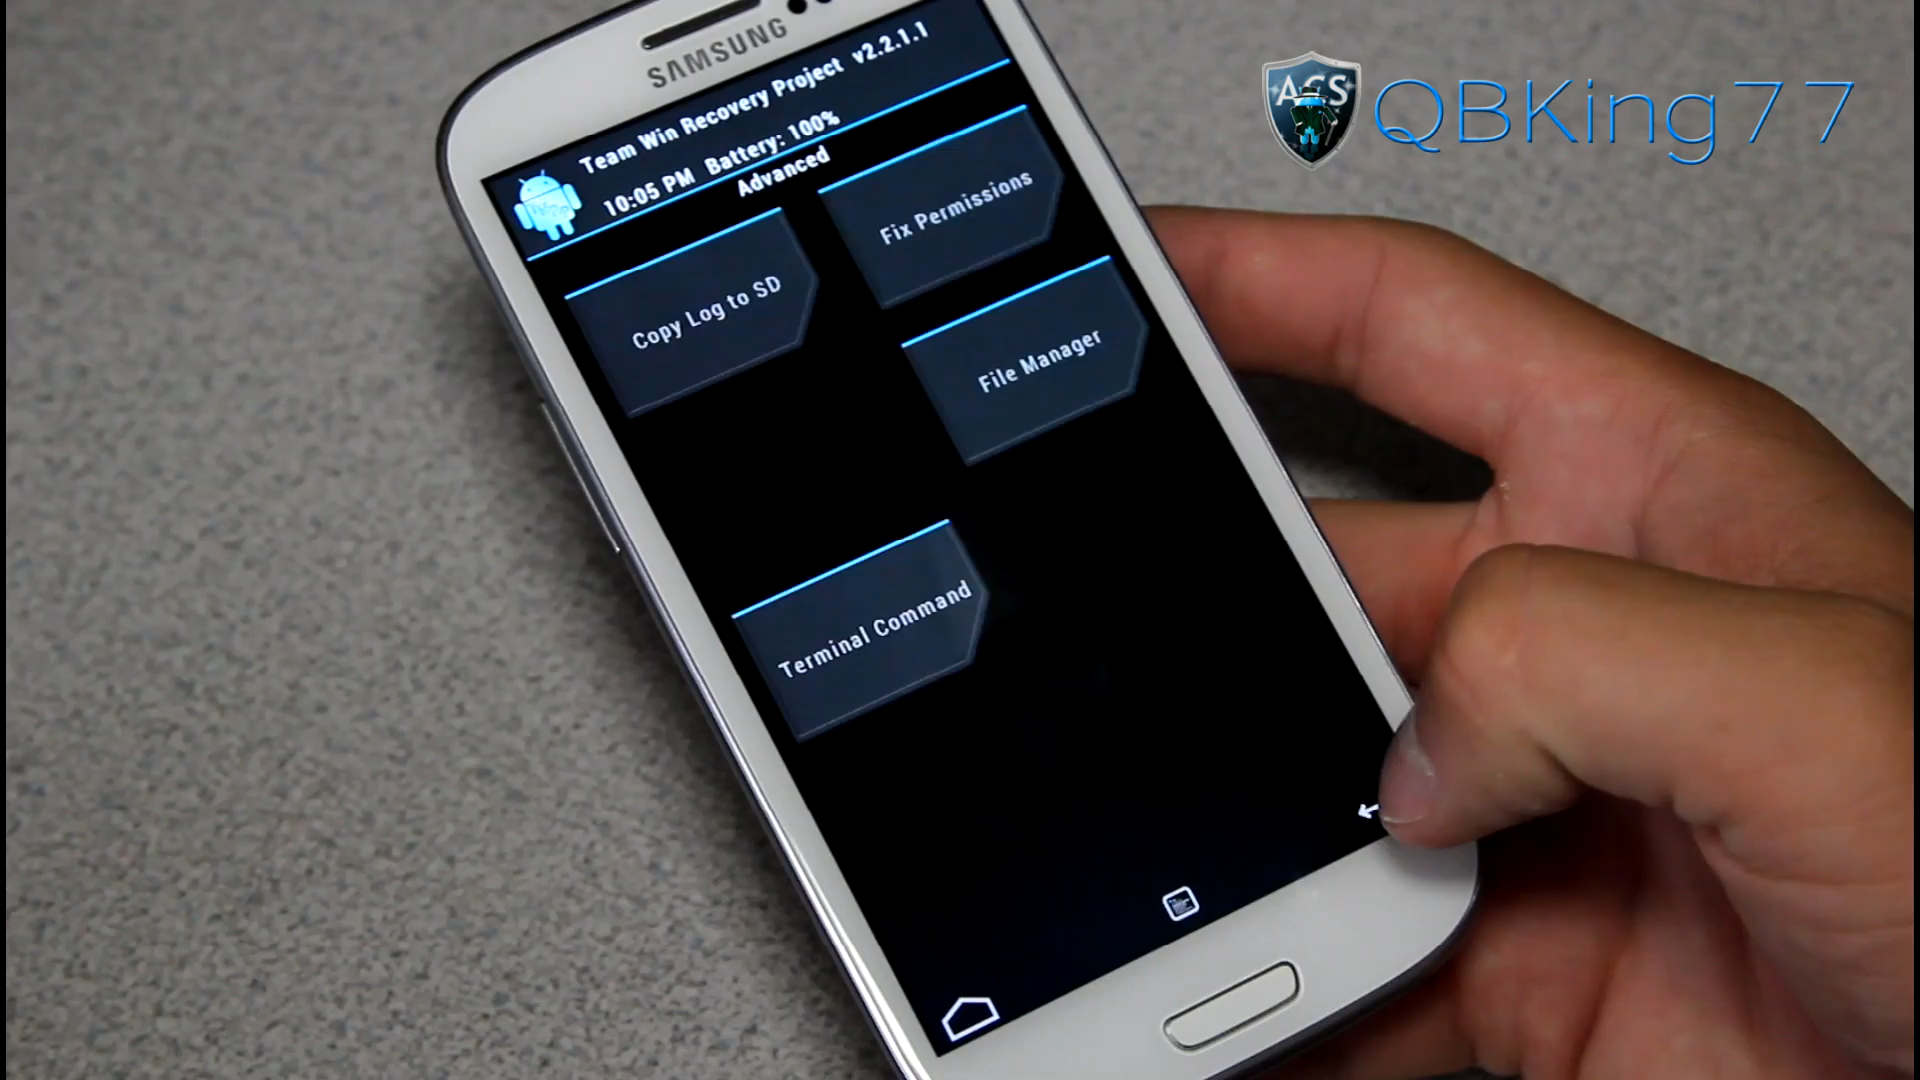 SAMSUNG
Team Win Recovery Project v2.2.1.1
10:05 PM Battery: 100%
Advanced
Copy Log to SD
Fix Permissions
File Manager
Terminal Command
ACS
QBKing77